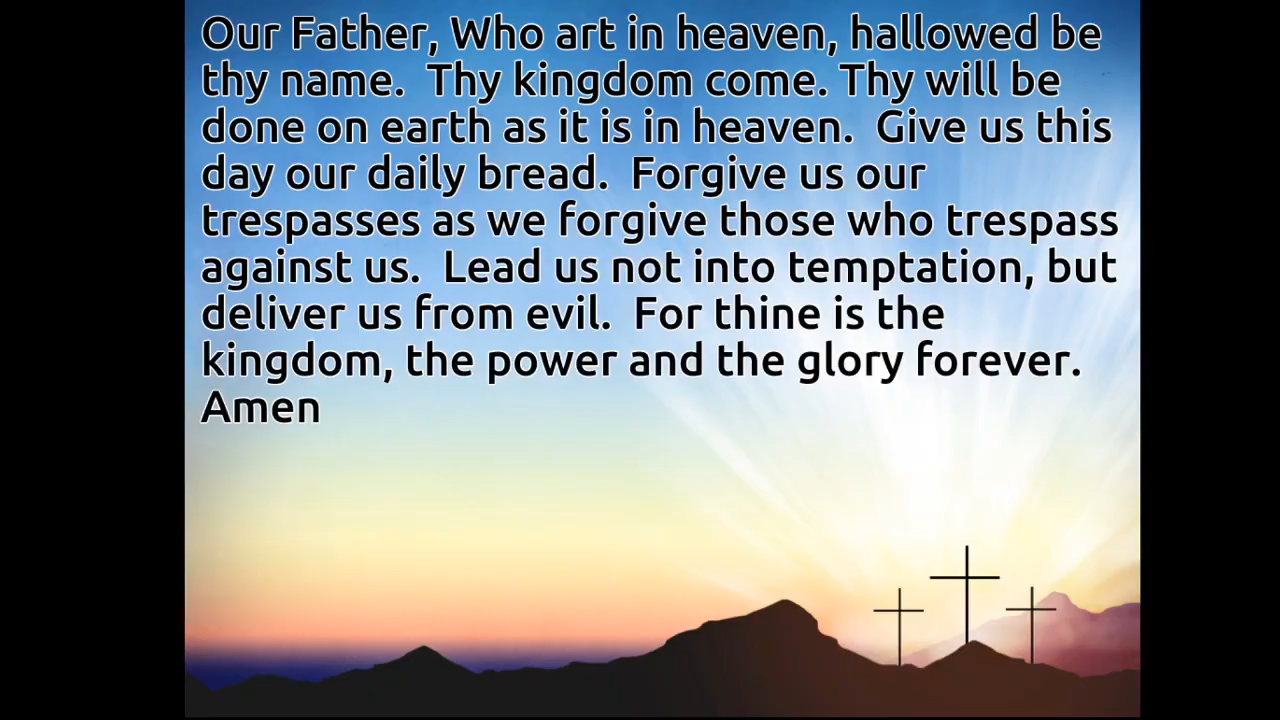 Our Father, Who art in heaven, hallowed be
thy name.  Thy kingdom come. Thy will be
done on earth as it is in heaven.  Give us this
day our daily bread.  Forgive us our
trespasses as we forgive those who trespass
against us.  Lead us not into temptation, but
deliver us from evil.  For thine is the
kingdom, the power and the glory forever.
Amen